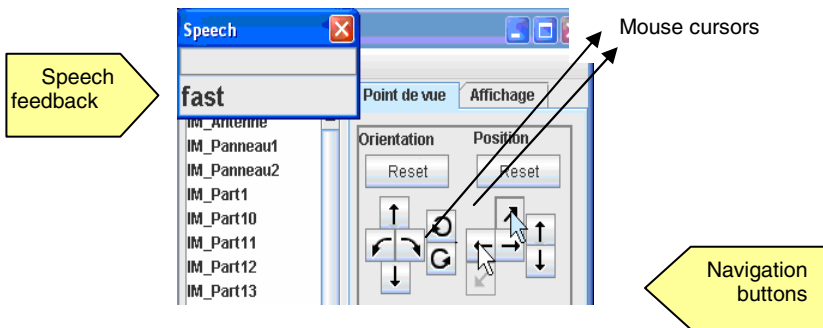 Speech
Mouse cursors
Speech
feedback
fast
Point de vue
Affichage
IM_Antenne
IM_Panneau1
IM_Panneau2
IM_Part1
IM_Part10
IM_Part11
IM_Part12
IM_Part13
Orientation
Position
Reset
Reset
Navigation
buttons